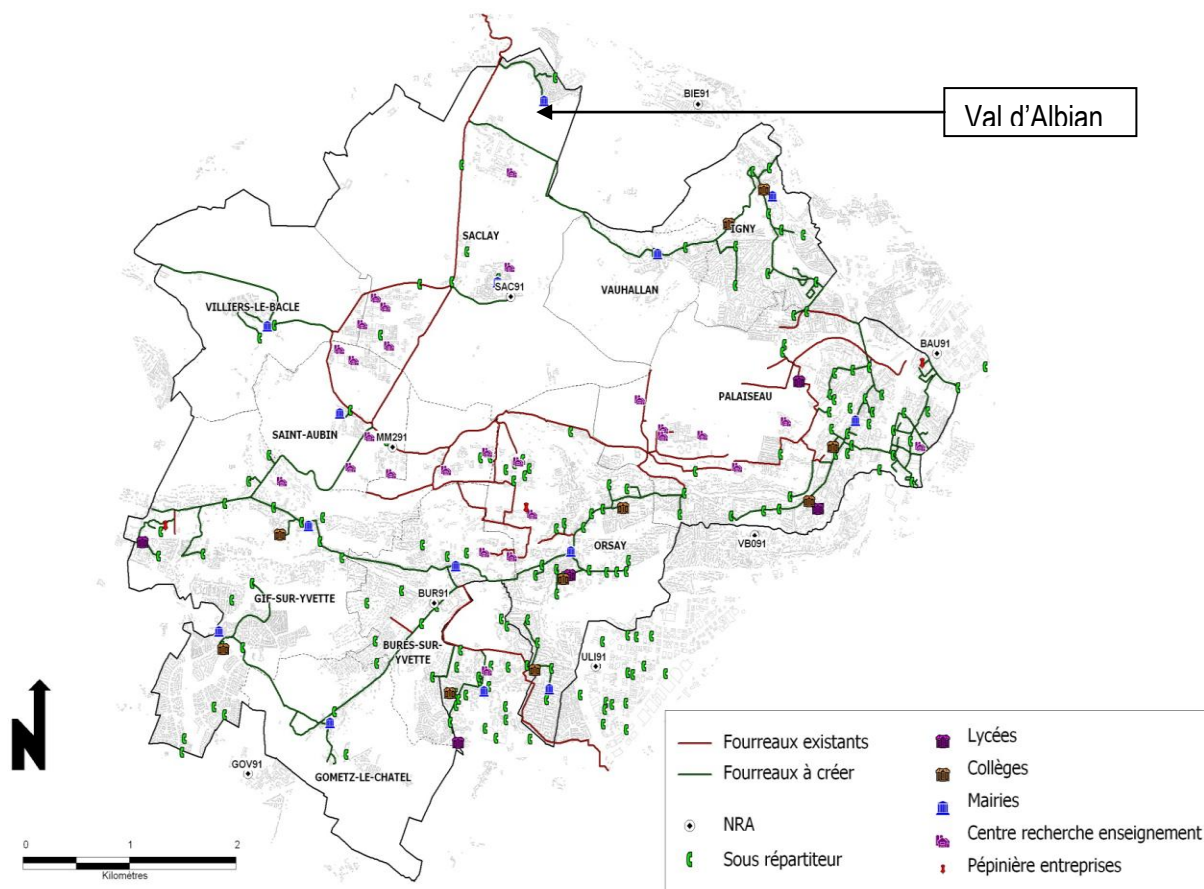 BIE91
Val d'Albian
SACLAY
IGNY
VAUHALLAN
SAC91
VILLIERS-LE-BACLE
BAU91
PALAISEAU
SAINT-AUBIN
MM291
VB091
ORSAY
GIF-SUR-YVETTE
BUR91
BURES-SUR-
YVETTE
ULI91
N
GOV91
GOMETZ-LE-CHATEL
0 1 2
Kilomètres
Fourreaux existants
Fourreaux à créer
NRA
Sous répartiteur
Lycées
Collèges
Mairies
Centre recherche enseignement
Pépinière entreprises